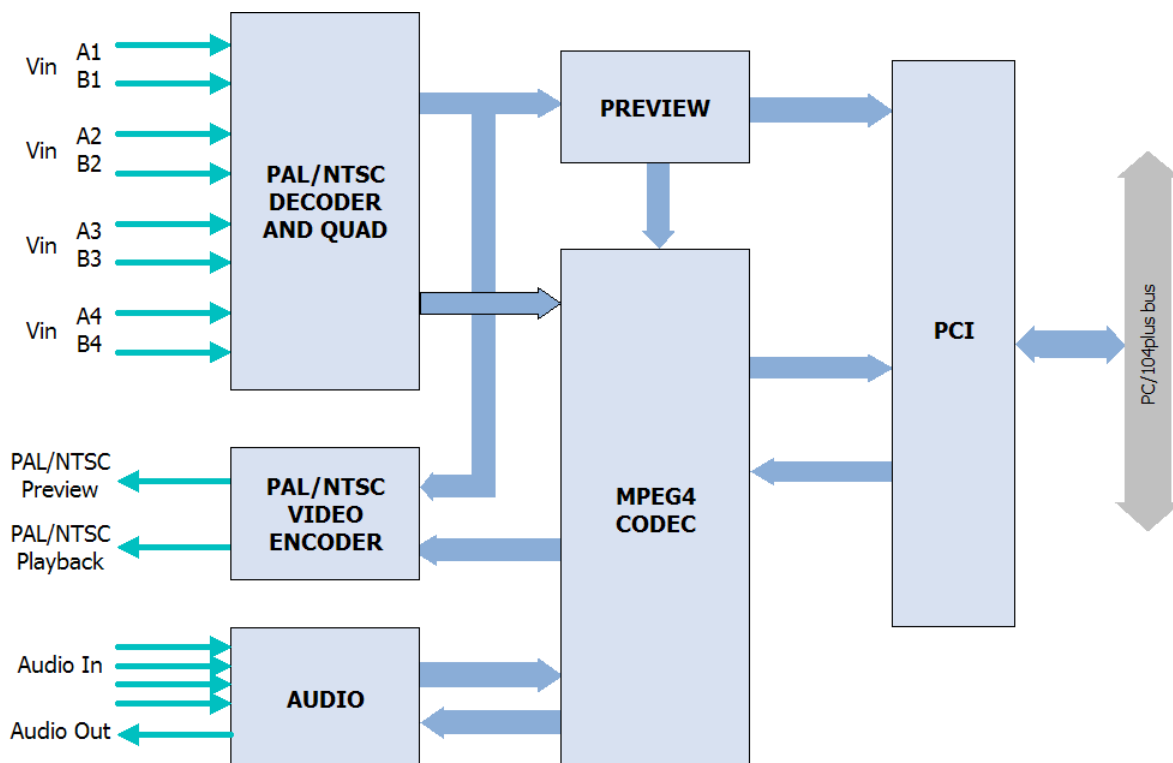 Vin A1
B1
Vin A2
B2
Vin A3
B3
Vin A4
B4
PAL/NTSC
DECODER
AND QUAD
PREVIEW
PCI
PC/104plus bus
MPEG4
CODEC
PAL/NTSC
Preview
PAL/NTSC
Playback
PAL/NTSC
VIDEO
ENCODER
Audio In
Audio Out
AUDIO